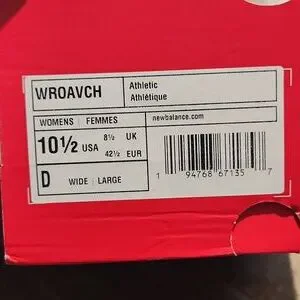 WROAVCH
Athletic
Athlétique
WOMENS | FEMMES
newbalance.com
10½ USA 8½ UK
42½ EUR
D WIDE | LARGE
1 94768 67135 7